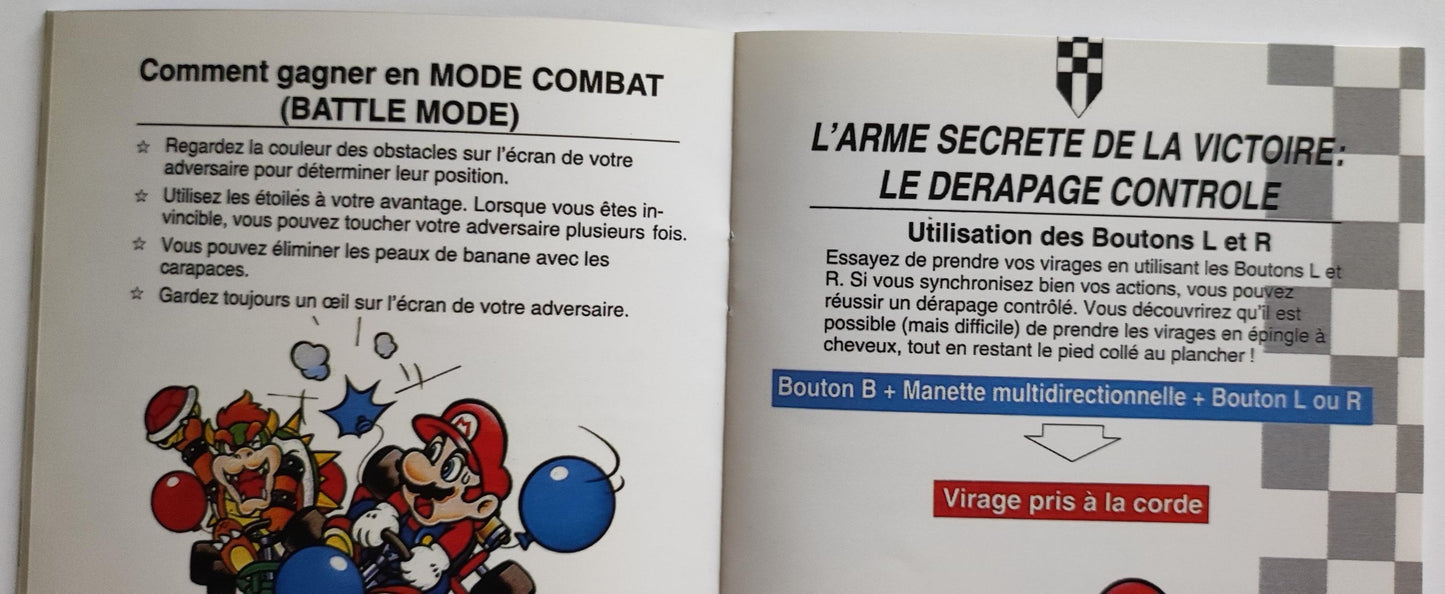 Comment gagner en MODE COMBAT
(BATTLE MODE)
☆ Regardez la couleur des obstacles sur l'écran de votre
adversaire pour déterminer leur position.
☆ Utilisez les étoiles à votre avantage. Lorsque vous êtes in-
vincible, vous pouvez toucher votre adversaire plusieurs fois.
☆ Vous pouvez éliminer les peaux de banane avec les
carapaces.
☆ Gardez toujours un œil sur l'écran de votre adversaire.
M
L'ARME SECRETE DE LA VICTOIRE:
LE DERAPAGE CONTROLE
Utilisation des Boutons L et R
Essayez de prendre vos virages en utilisant les Boutons L et
R. Si vous synchronisez bien vos actions, vous pouvez
réussir un dérapage contrôlé. Vous découvrirez qu'il est
possible (mais difficile) de prendre les virages en épingle à
cheveux, tout en restant le pied collé au plancher !
Bouton B + Manette multidirectionnelle + Bouton L ou R
Virage pris à la corde